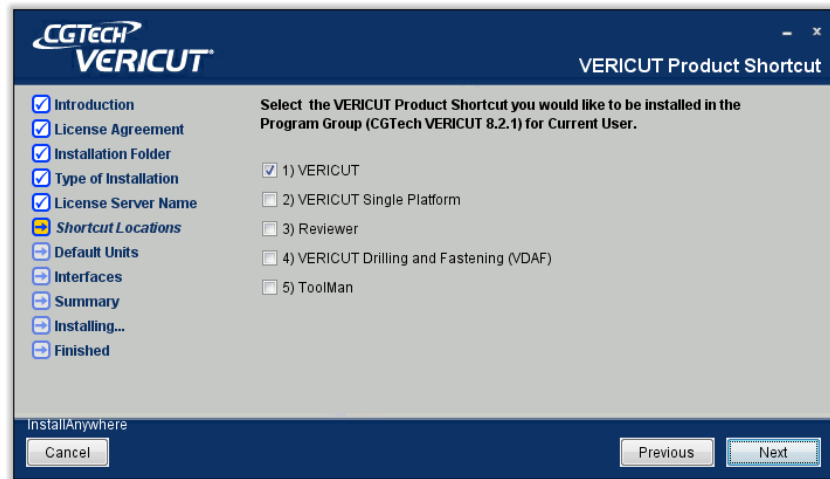 CGTECH
VERICUT
VERICUT Product Shortcut
Introduction
License Agreement
Installation Folder
Type of Installation
License Server Name
Shortcut Locations
Default Units
Interfaces
Summary
Installing...
Finished
Select the VERICUT Product Shortcut you would like to be installed in the
Program Group (CGTech VERICUT 8.2.1) for Current User.
1) VERICUT
2) VERICUT Single Platform
3) Reviewer
4) VERICUT Drilling and Fastening (VDAF)
5) ToolMan
InstallAnywhere
Cancel
Previous
Next